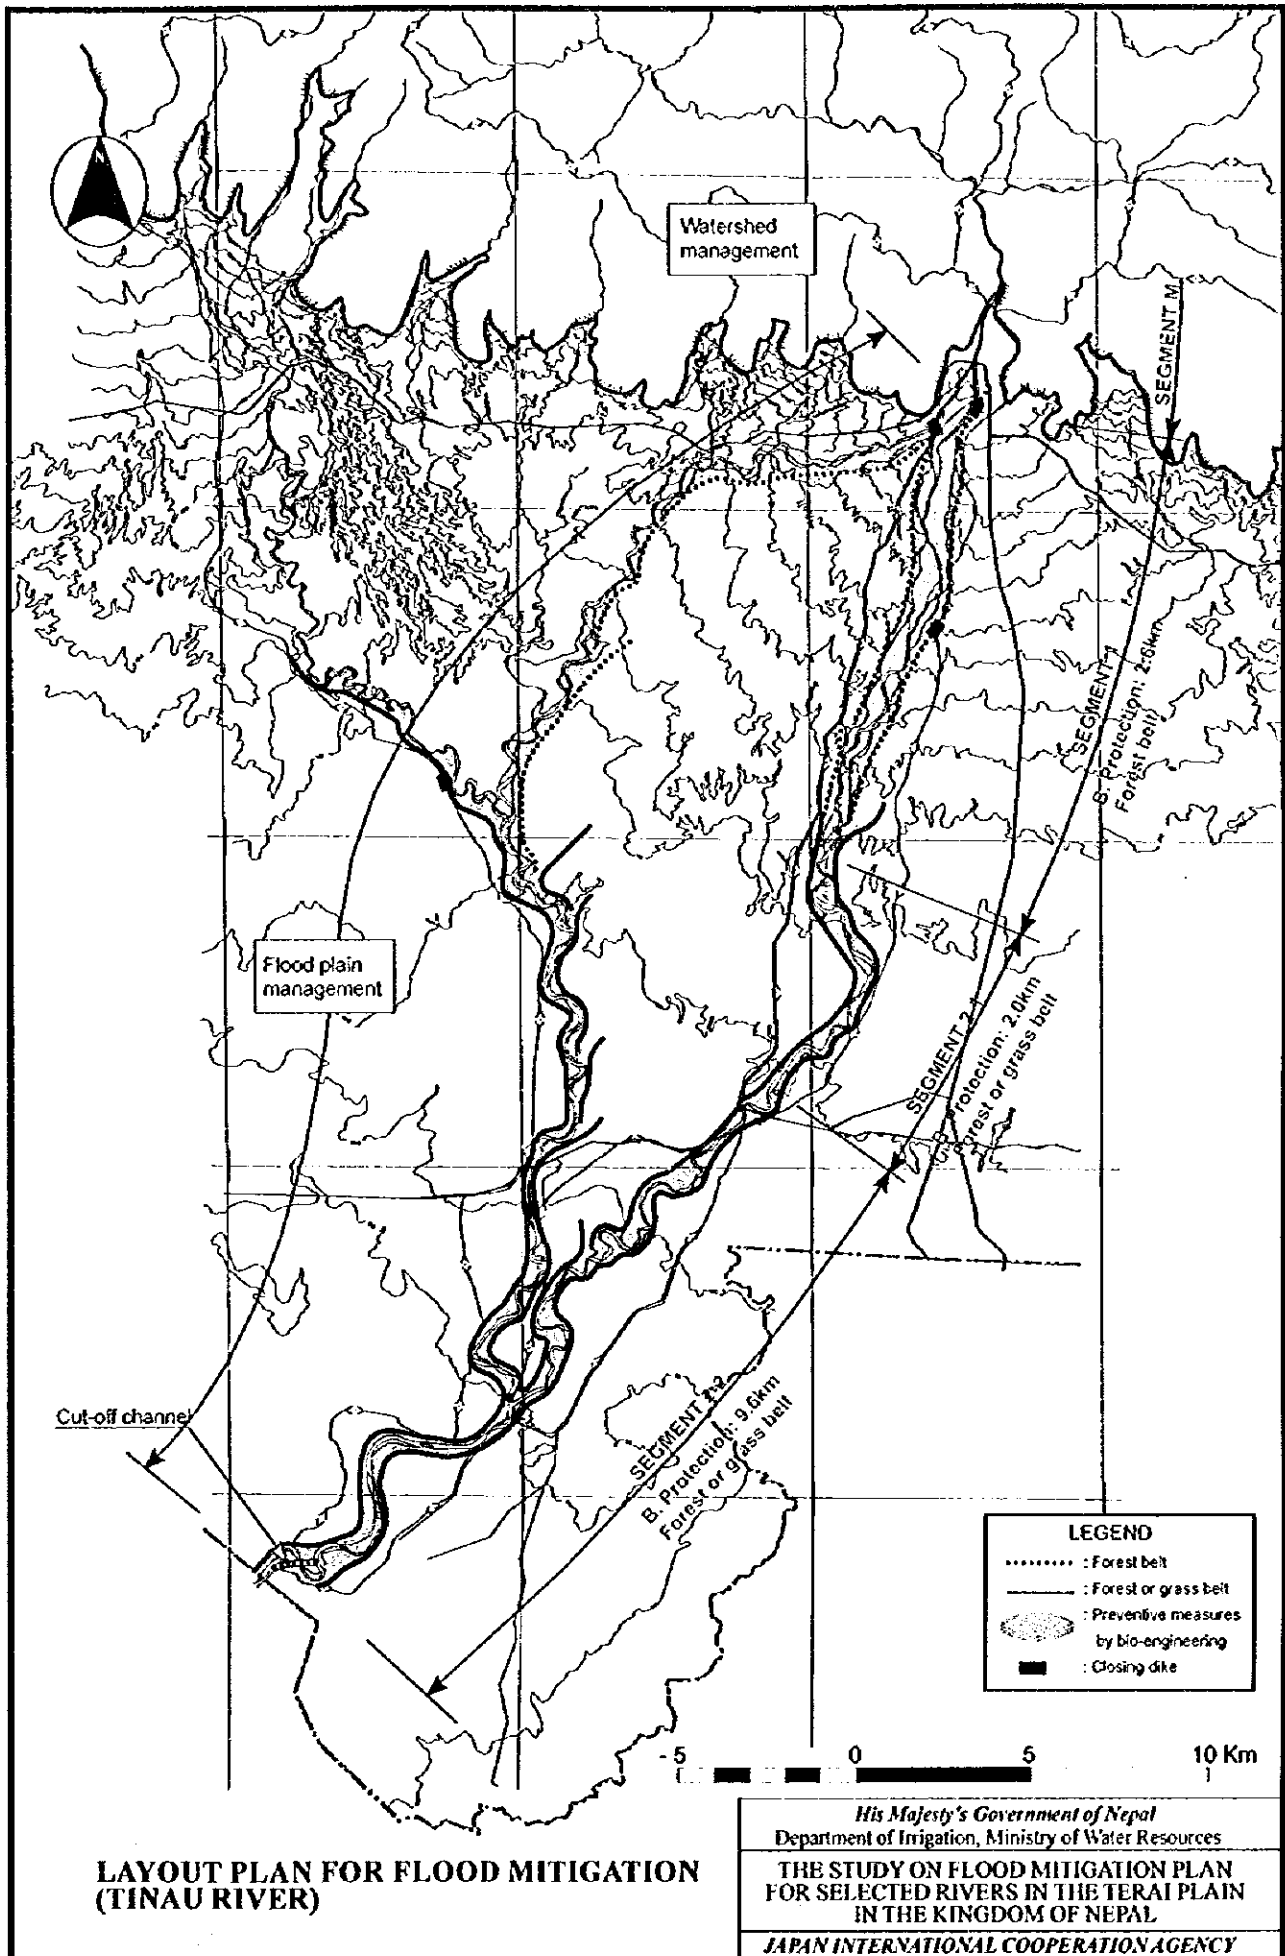 N
Watershed
management
SEGMENT M
SEGMENT 1
B. Protection: 2.8km
Forest belt
Flood plain
management
SEGMENT 2-1
B. Protection: 2.0km
Forest or grass belt
Cut-off channel
SEGMENT 2-2
B. Protection: 9.6km
Forest or grass belt
LEGEND
: Forest belt
: Forest or grass belt
: Preventive measures
by bio-engineering
: Closing dike
- 5 0 5 10 Km
LAYOUT PLAN FOR FLOOD MITIGATION
(TINAU RIVER)
His Majesty's Government of Nepal
Department of Irrigation, Ministry of Water Resources
THE STUDY ON FLOOD MITIGATION PLAN
FOR SELECTED RIVERS IN THE TERAI PLAIN
IN THE KINGDOM OF NEPAL
JAPAN INTERNATIONAL COOPERATION AGENCY